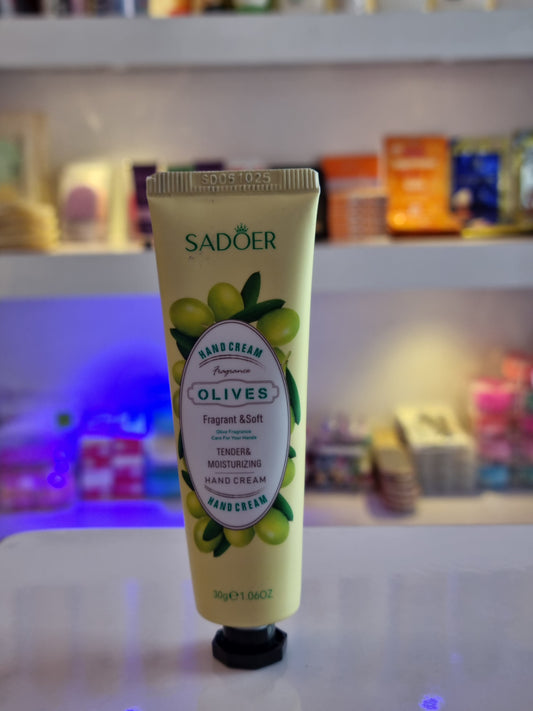 SD051025
SADOER
HAND CREAM
Fragrance
OLIVES
Fragrant &Soft
Olive Fragrance
Care For Your Hands
TENDER&
MOISTURIZING
HAND CREAM
HAND CREAM
30g℮1.06OZ